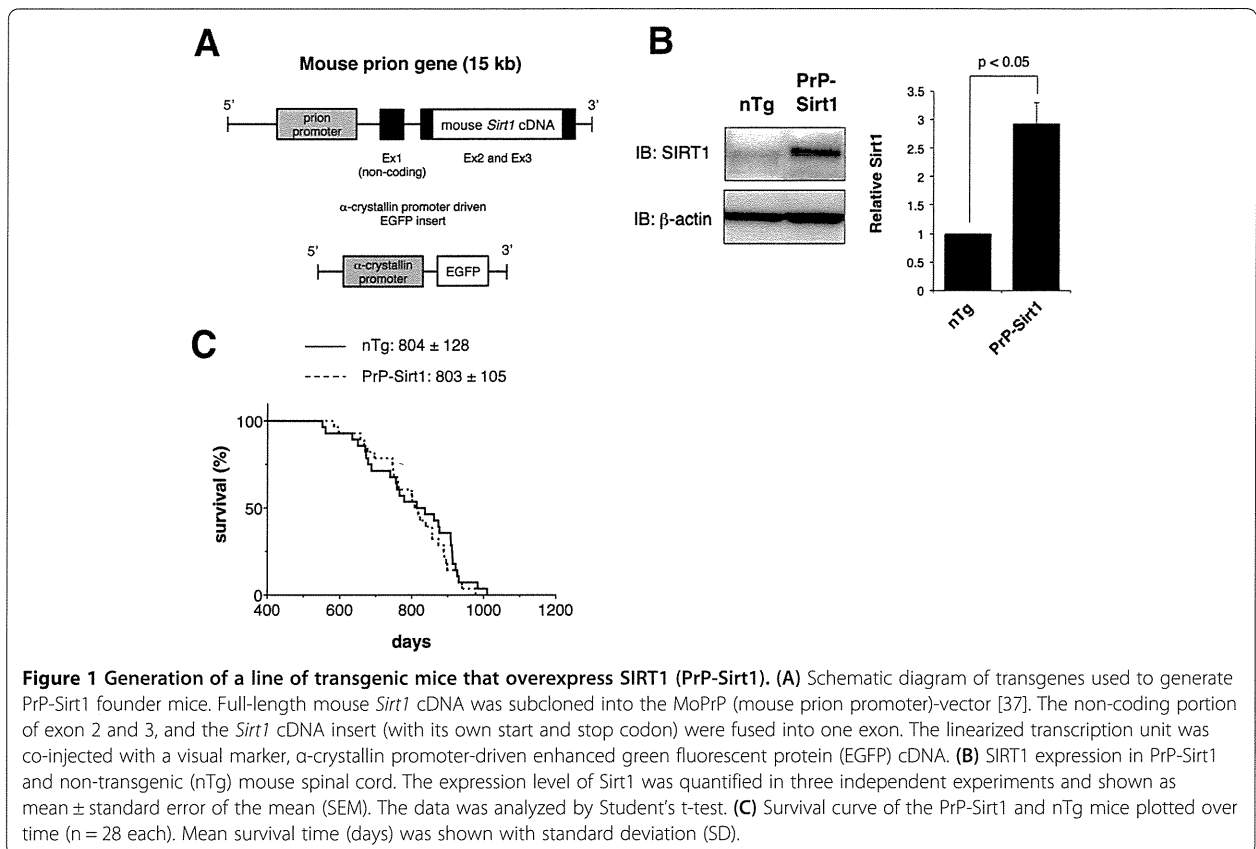 A
Mouse prion gene (15 kb)
5'
3'
prion
promoter
mouse Sirt1 cDNA
Ex1
(non-coding)
Ex2 and Ex3
α-crystallin promoter driven
EGFP insert
5'
3'
α-crystallin
promoter
EGFP
B
nTg
PrP-
Sirt1
IB: SIRT1
IB: β-actin
p < 0.05
Relative Sirt1
3.5
3
2.5
2
1.5
1
0.5
0
nTg
PrP-Sirt1
C
nTg: 804 ± 128
PrP-Sirt1: 803 ± 105
survival (%)
100
50
0
400
600
800
1000
1200
days
Figure 1 Generation of a line of transgenic mice that overexpress SIRT1 (PrP-Sirt1). (A) Schematic diagram of transgenes used to generate
PrP-Sirt1 founder mice. Full-length mouse Sirt1 cDNA was subcloned into the MoPrP (mouse prion promoter)-vector [37]. The non-coding portion
of exon 2 and 3, and the Sirt1 cDNA insert (with its own start and stop codon) were fused into one exon. The linearized transcription unit was
co-injected with a visual marker, α-crystallin promoter-driven enhanced green fluorescent protein (EGFP) cDNA. (B) SIRT1 expression in PrP-Sirt1
and non-transgenic (nTg) mouse spinal cord. The expression level of Sirt1 was quantified in three independent experiments and shown as
mean ± standard error of the mean (SEM). The data was analyzed by Student's t-test. (C) Survival curve of the PrP-Sirt1 and nTg mice plotted over
time (n = 28 each). Mean survival time (days) was shown with standard deviation (SD).